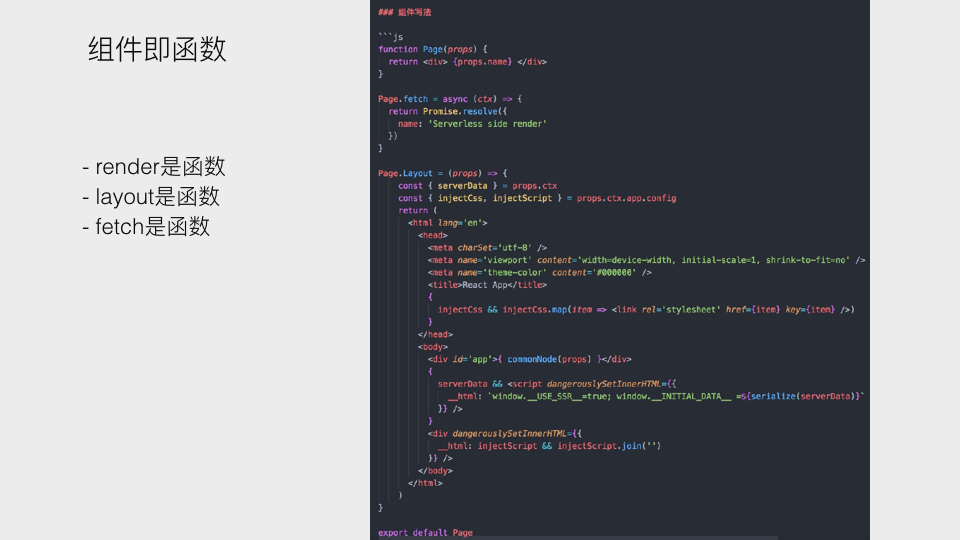 组件即函数
- render是函数
- layout是函数
- fetch是函数
### 组件写法
```js
function Page(props) {
return <div> {props.name} </div>
}
Page.fetch = async (ctx) => {
return Promise.resolve({
name: 'Serverless side render'
})
}
Page.Layout = (props) => {
const { serverData } = props.ctx
const { injectCss, injectScript } = props.ctx.app.config
return (
<html lang='en'>
<head>
<meta charSet='utf-8' />
<meta name='viewport' content='width=device-width, initial-scale=1, shrink-to-fit=no' />
<meta name='theme-color' content='#000000' />
<title>React App</title>
{
injectCss && injectCss.map(item => <link rel='stylesheet' href={item} key={item} />)
}
</head>
<body>
<div id='app'>{ commonNode(props) }</div>
{
serverData && <script dangerouslySetInnerHTML={{
__html: `window.__USE_SSR__=true; window.__INITIAL_DATA__ =${serialize(serverData)}`
}} />
}
<div dangerouslySetInnerHTML={{
__html: injectScript && injectScript.join('')
}} />
</body>
</html>
)
}
export default Page